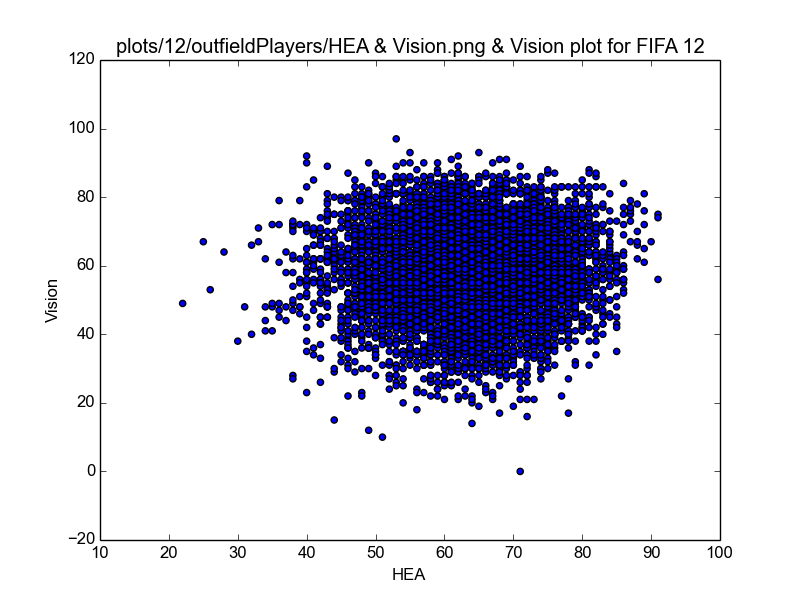 plots/12/outfieldPlayers/HEA & Vision.png & Vision plot for FIFA 12
120
100
80
60
40
20
0
−20
Vision
10 20 30 40 50 60 70 80 90 100
HEA